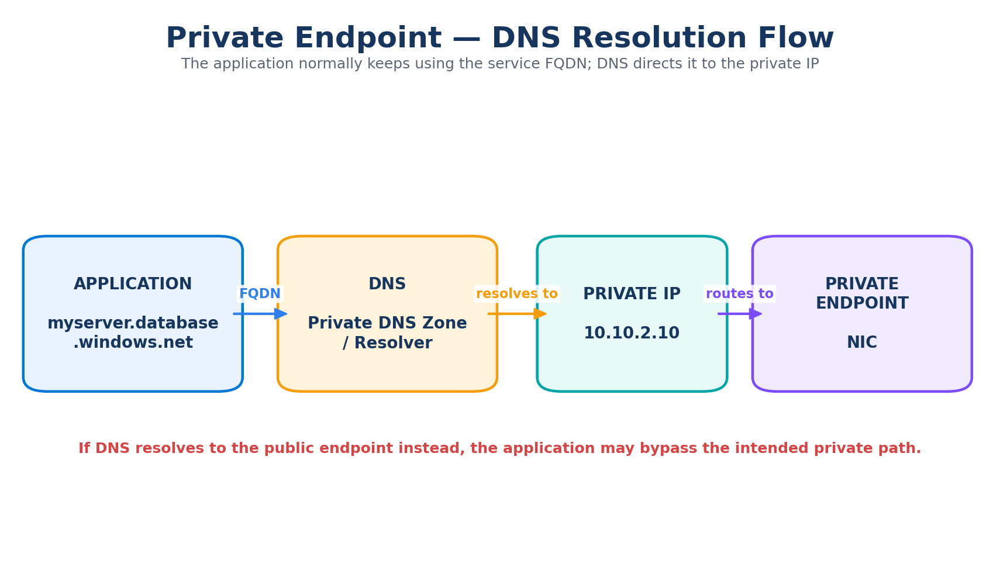 Private Endpoint — DNS Resolution Flow
The application normally keeps using the service FQDN; DNS directs it to the private IP
APPLICATION
myserver.database
.windows.net
FQDN
DNS
Private DNS Zone
/ Resolver
resolves to
PRIVATE IP
10.10.2.10
routes to
PRIVATE
ENDPOINT
NIC
If DNS resolves to the public endpoint instead, the application may bypass the intended private path.